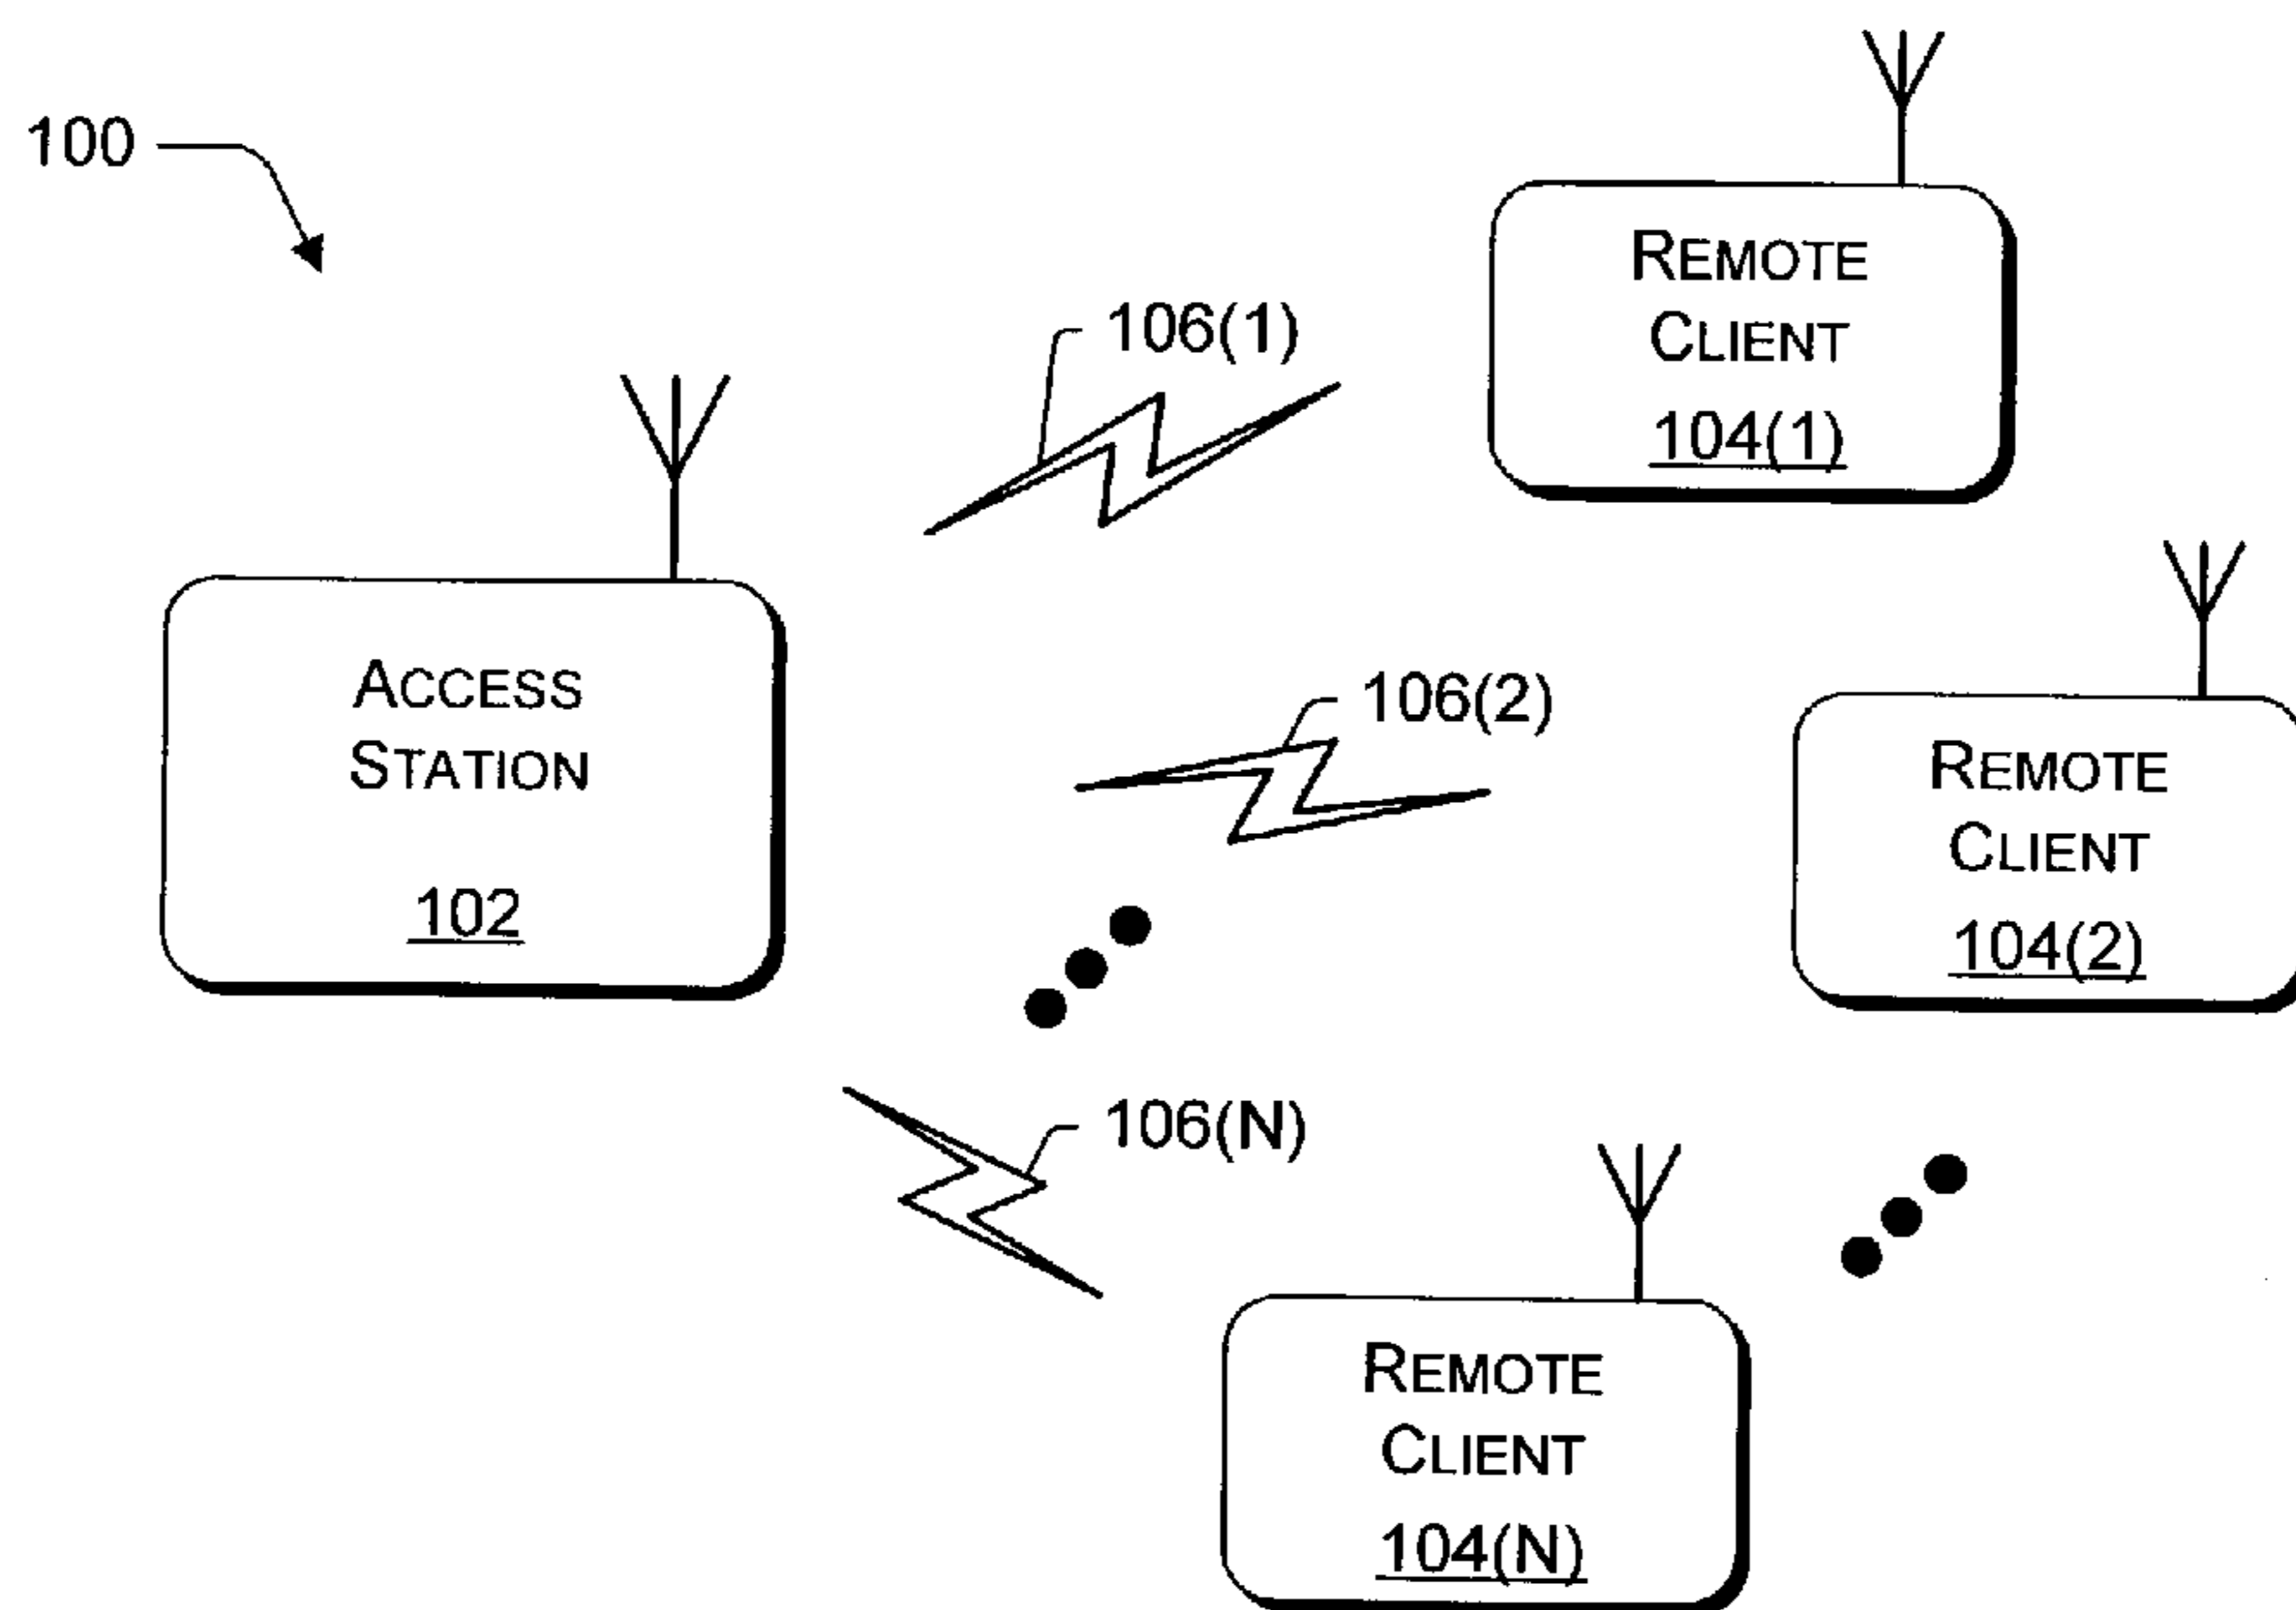 100
REMOTE
CLIENT
104(1)
106(1)
ACCESS
STATION
102
106(2)
REMOTE
CLIENT
104(2)
106(N)
REMOTE
CLIENT
104(N)